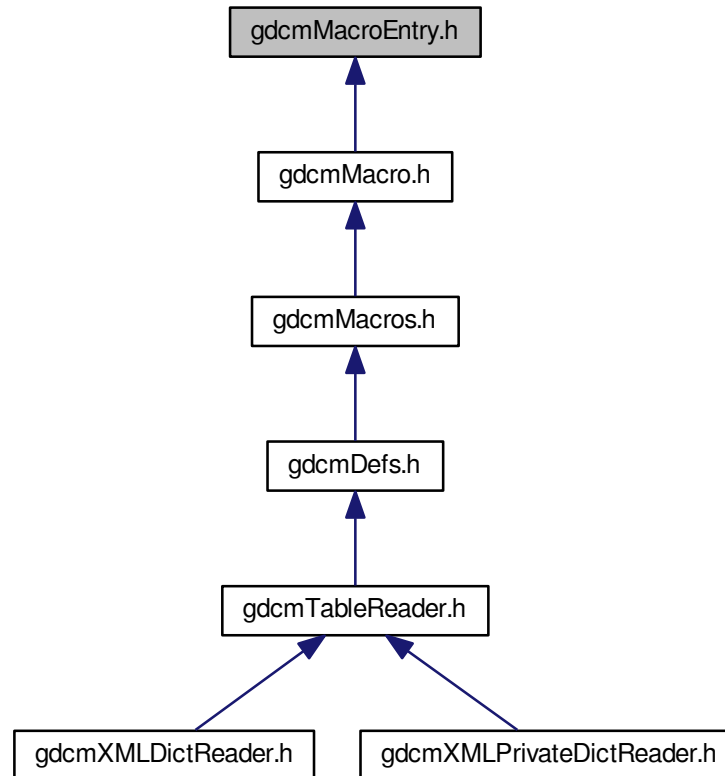 gdcmMacroEntry.h
gdcmMacro.h
gdcmMacros.h
gdcmDefs.h
gdcmTableReader.h
gdcmXMLDictReader.h
gdcmXMLPrivateDictReader.h